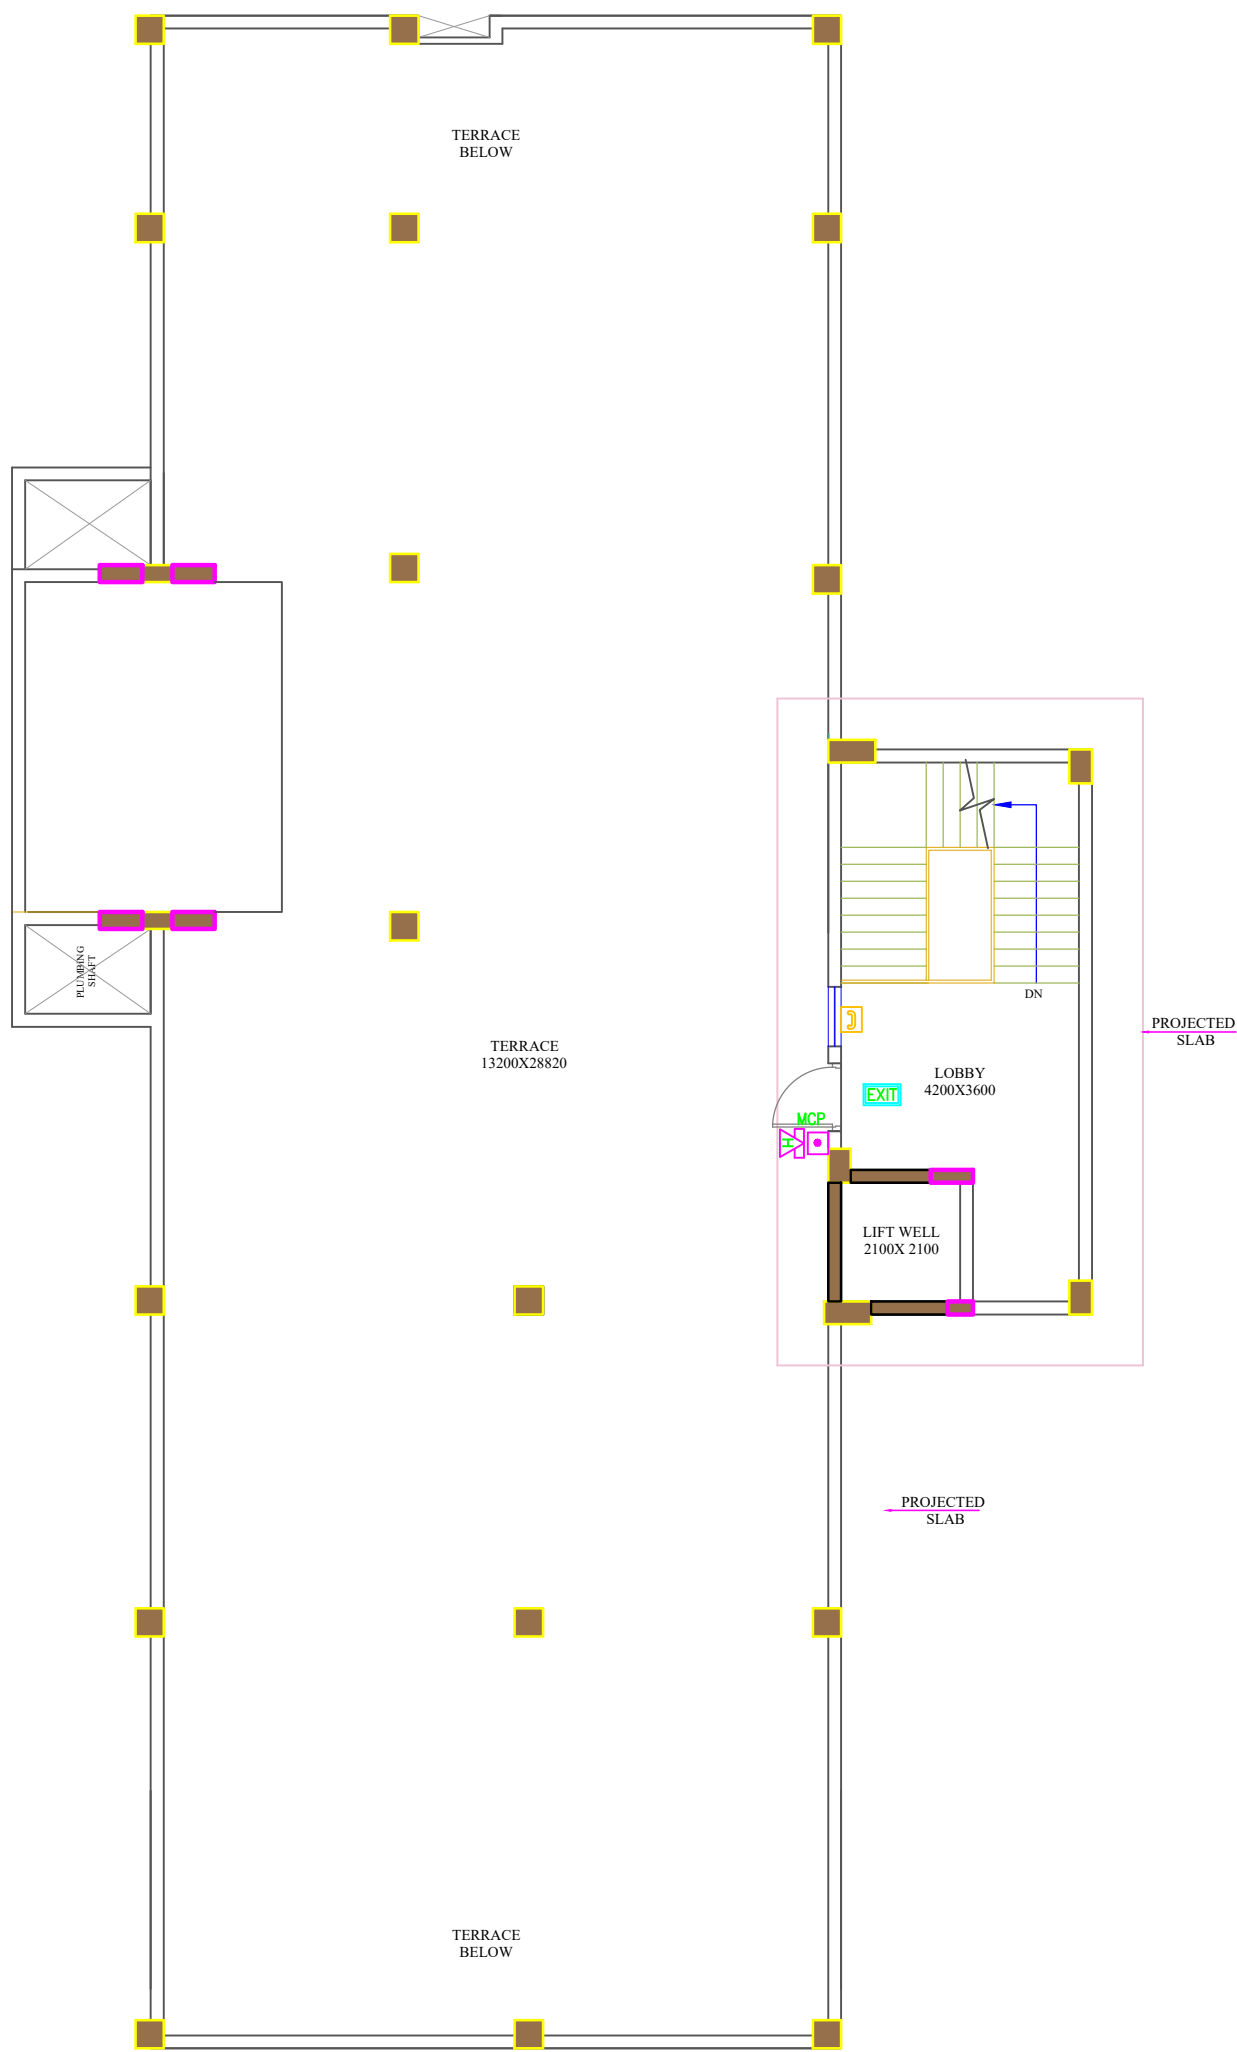 TERRACE
BELOW
PLUMBING
SHAFT
DN
PROJECTED
SLAB
TERRACE
13200X28820
LOBBY
4200X3600
EXIT
MCP
H
LIFT WELL
2100X 2100
PROJECTED
SLAB
TERRACE
BELOW